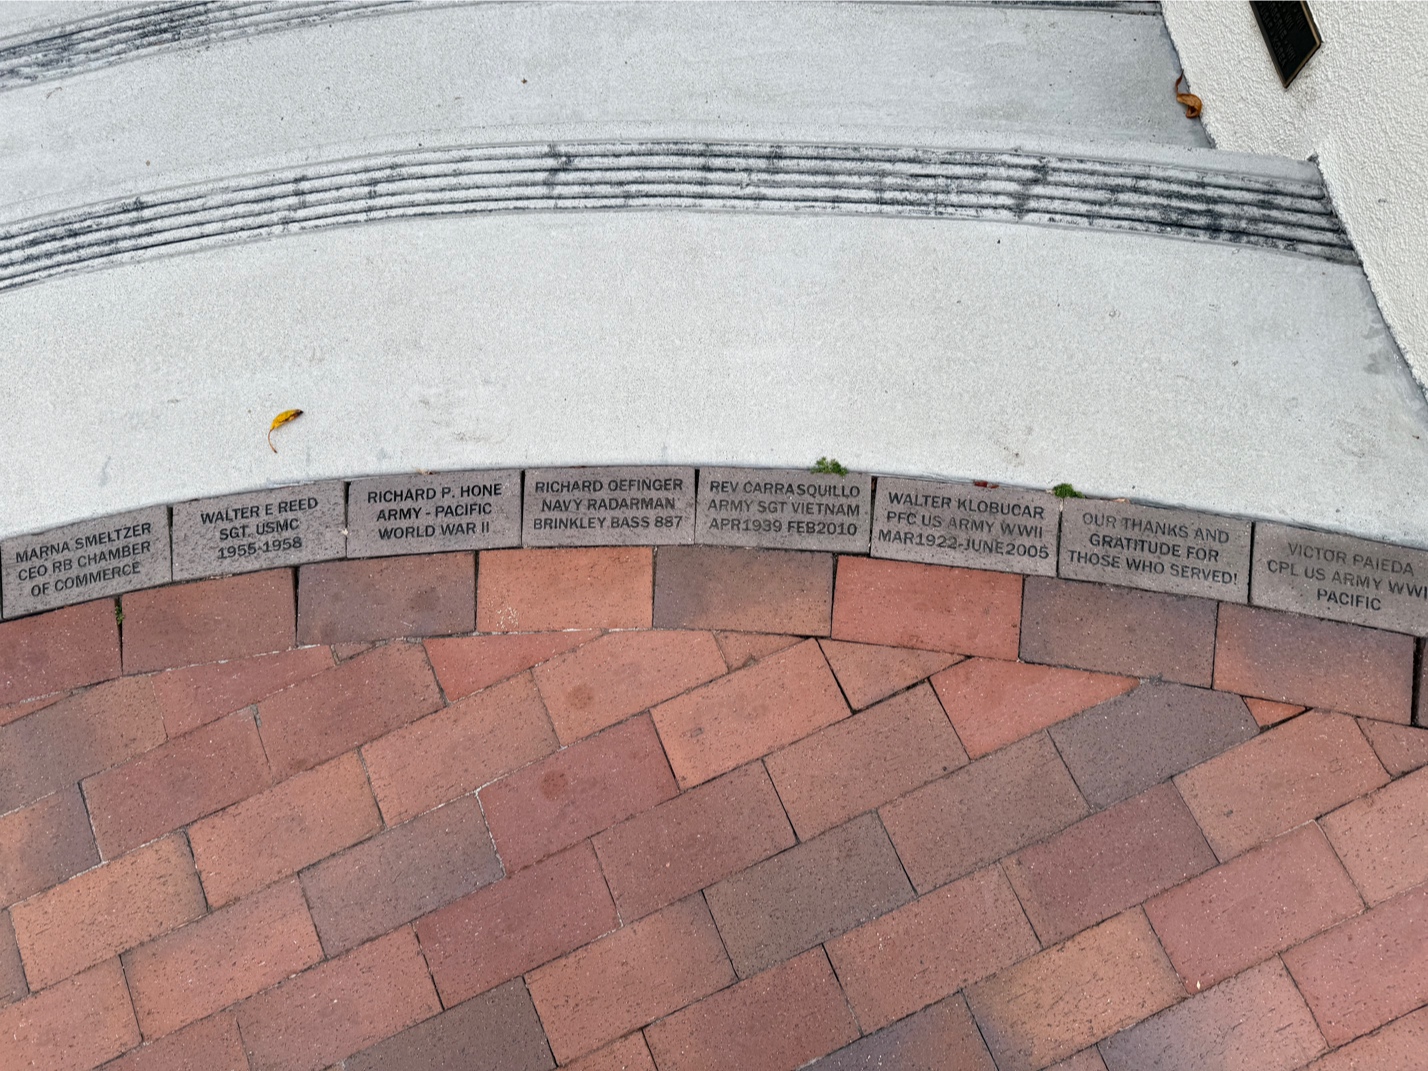 MARNA SMELTZER
CEO RB CHAMBER
OF COMMERCE
WALTER E REED
SGT. USMC
1955-1958
RICHARD P. HONE
ARMY - PACIFIC
WORLD WAR II
RICHARD OEFINGER
NAVY RADARMAN
BRINKLEY BASS 887
REV CARRASQUILLO
ARMY SGT VIETNAM
APR1939 FEB2010
WALTER KLOBUCAR
PFC US ARMY WWII
MAR1922-JUNE2005
OUR THANKS AND
GRATITUDE FOR
THOSE WHO SERVED!
VICTOR PAIEDA
CPL US ARMY WWI
PACIFIC